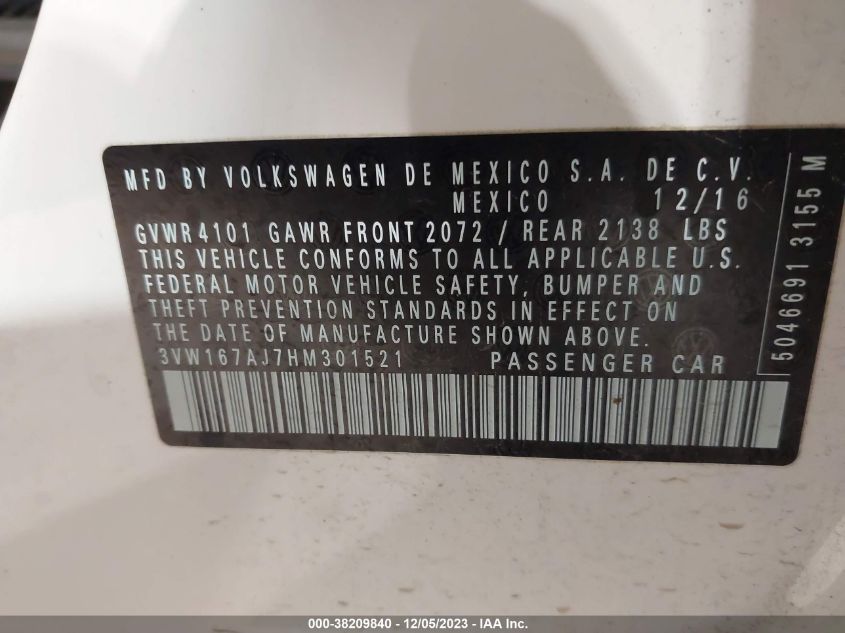 MFD BY VOLKSWAGEN DE MEXICO S.A. DE C.V.
MEXICO 12/16
GVWR4101 GAWR FRONT 2072 / REAR 2138 LBS
THIS VEHICLE CONFORMS TO ALL APPLICABLE U.S.
FEDERAL MOTOR VEHICLE SAFETY, BUMPER AND
THEFT PREVENTION STANDARDS IN EFFECT ON
THE DATE OF MANUFACTURE SHOWN ABOVE.
3VW167AJ7HM301521 PASSENGER CAR
5046691 3155 M
000-38209840 - 12/05/2023 - IAA Inc.